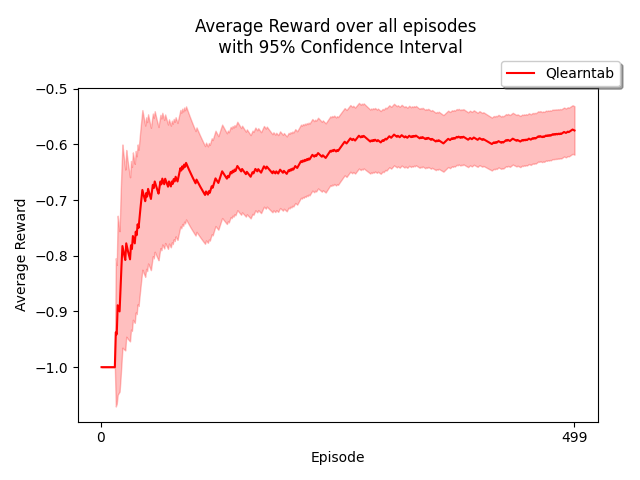 Average Reward over all episodes
with 95% Confidence Interval
Qlearntab
−0.5
−0.6
−0.7
−0.8
−0.9
−1.0
Average Reward
0
499
Episode